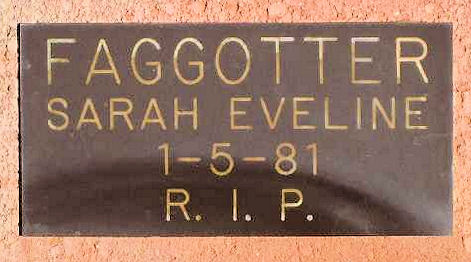 FAGGOTTER
SARAH EVELINE
1-5-81
R. I. P.